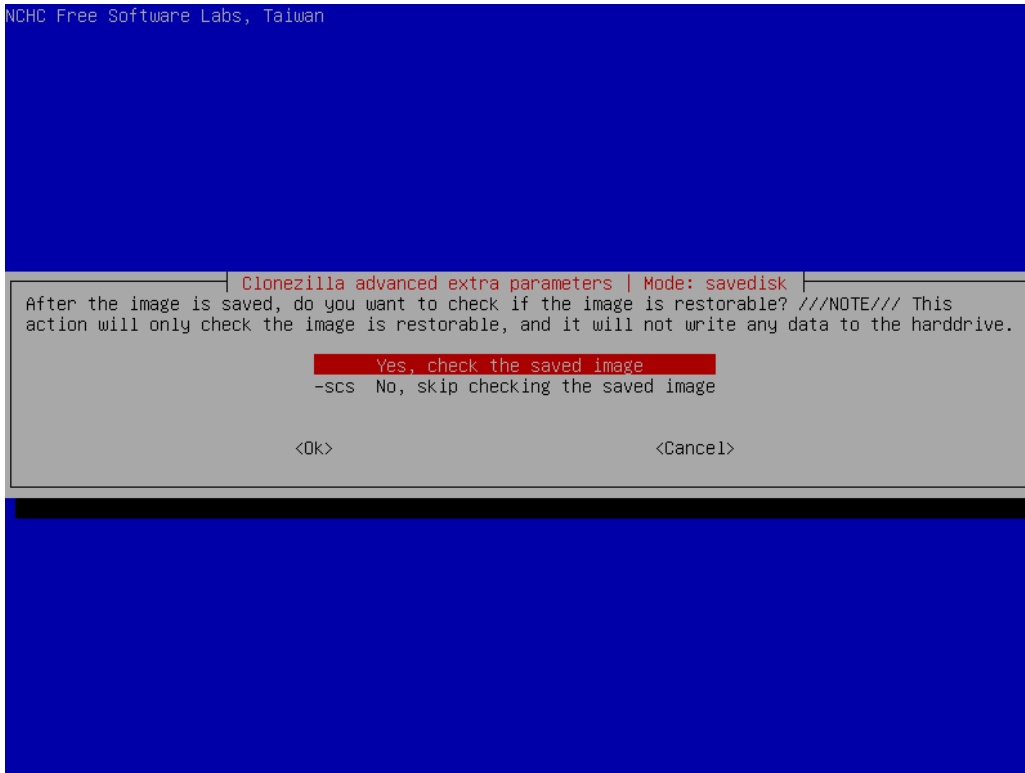 NCHC Free Software Labs, Taiwan
Clonezilla advanced extra parameters | Mode: savedisk
After the image is saved, do you want to check if the image is restorable? ///NOTE/// This
action will only check the image is restorable, and it will not write any data to the harddrive.
Yes, check the saved image
-scs No, skip checking the saved image
<Ok> <Cancel>